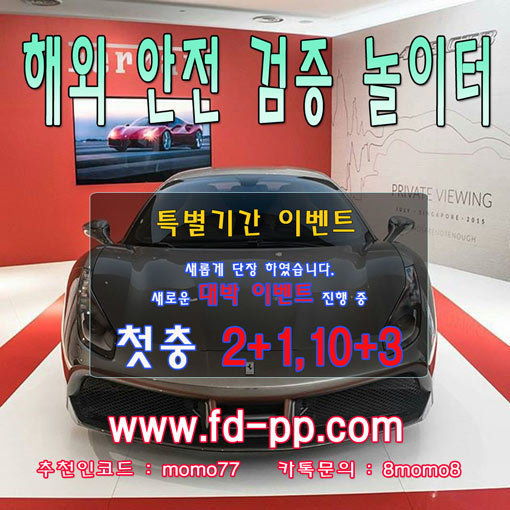 해외 안전 검증 놀이터
PRIVATE VIEWING
JULY · SINGAPORE · 2015
특별기간 이벤트
새롭게 단장 하였습니다.
새로운 대박 이벤트 진행 중
첫충 2+1,10+3
www.fd-pp.com
추천인코드 : momo77 카톡문의 : 8momo8